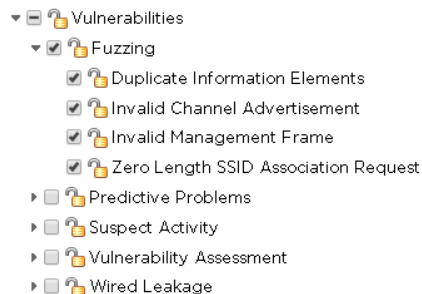 Vulnerabilities
Fuzzing
Duplicate Information Elements
Invalid Channel Advertisement
Invalid Management Frame
Zero Length SSID Association Request
Predictive Problems
Suspect Activity
Vulnerability Assessment
Wired Leakage